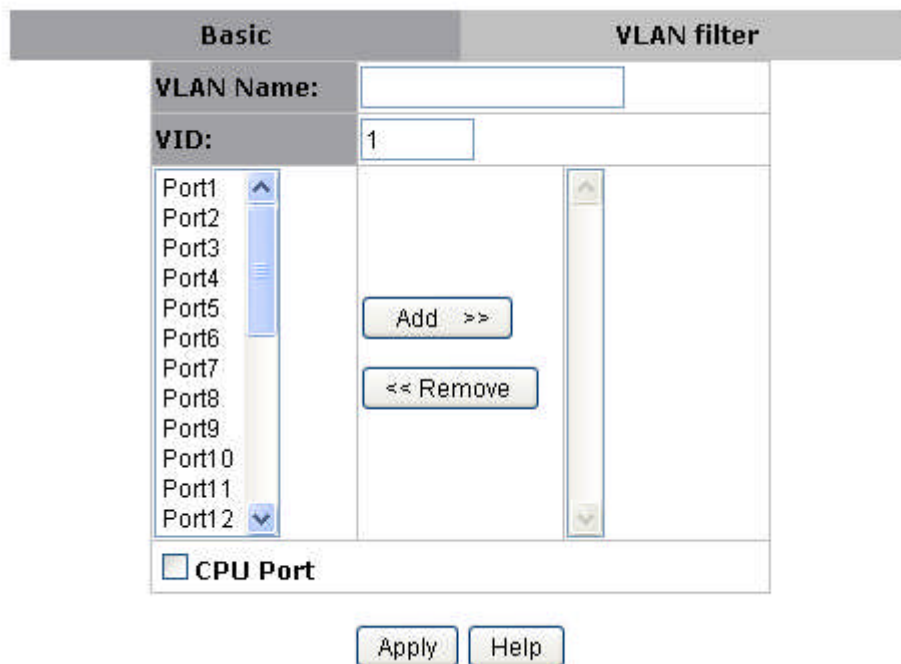 Basic VLAN filter
VLAN Name:
VID: 1
Port1
Port2
Port3
Port4
Port5
Port6
Port7
Port8
Port9
Port10
Port11
Port12
Add >>
<< Remove
CPU Port
Apply Help